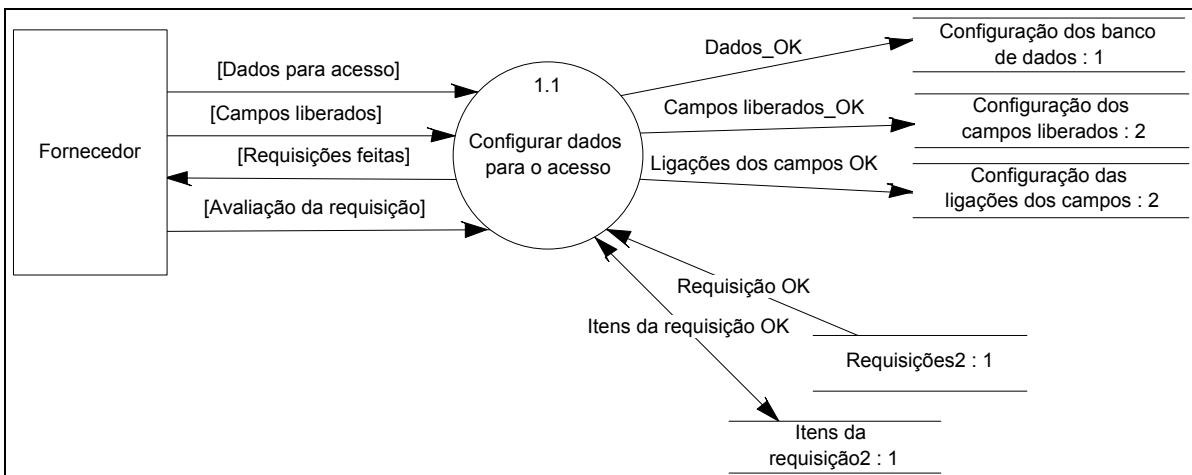 Fornecedor
[Dados para acesso]
[Campos liberados]
[Requisições feitas]
[Avaliação da requisição]
1.1
Configurar dados
para o acesso
Dados_OK
Campos liberados_OK
Ligações dos campos OK
Configuração dos banco
de dados : 1
Configuração dos
campos liberados : 2
Configuração das
ligações dos campos : 2
Requisição OK
Itens da requisição OK
Requisições2 : 1
Itens da
requisição2 : 1